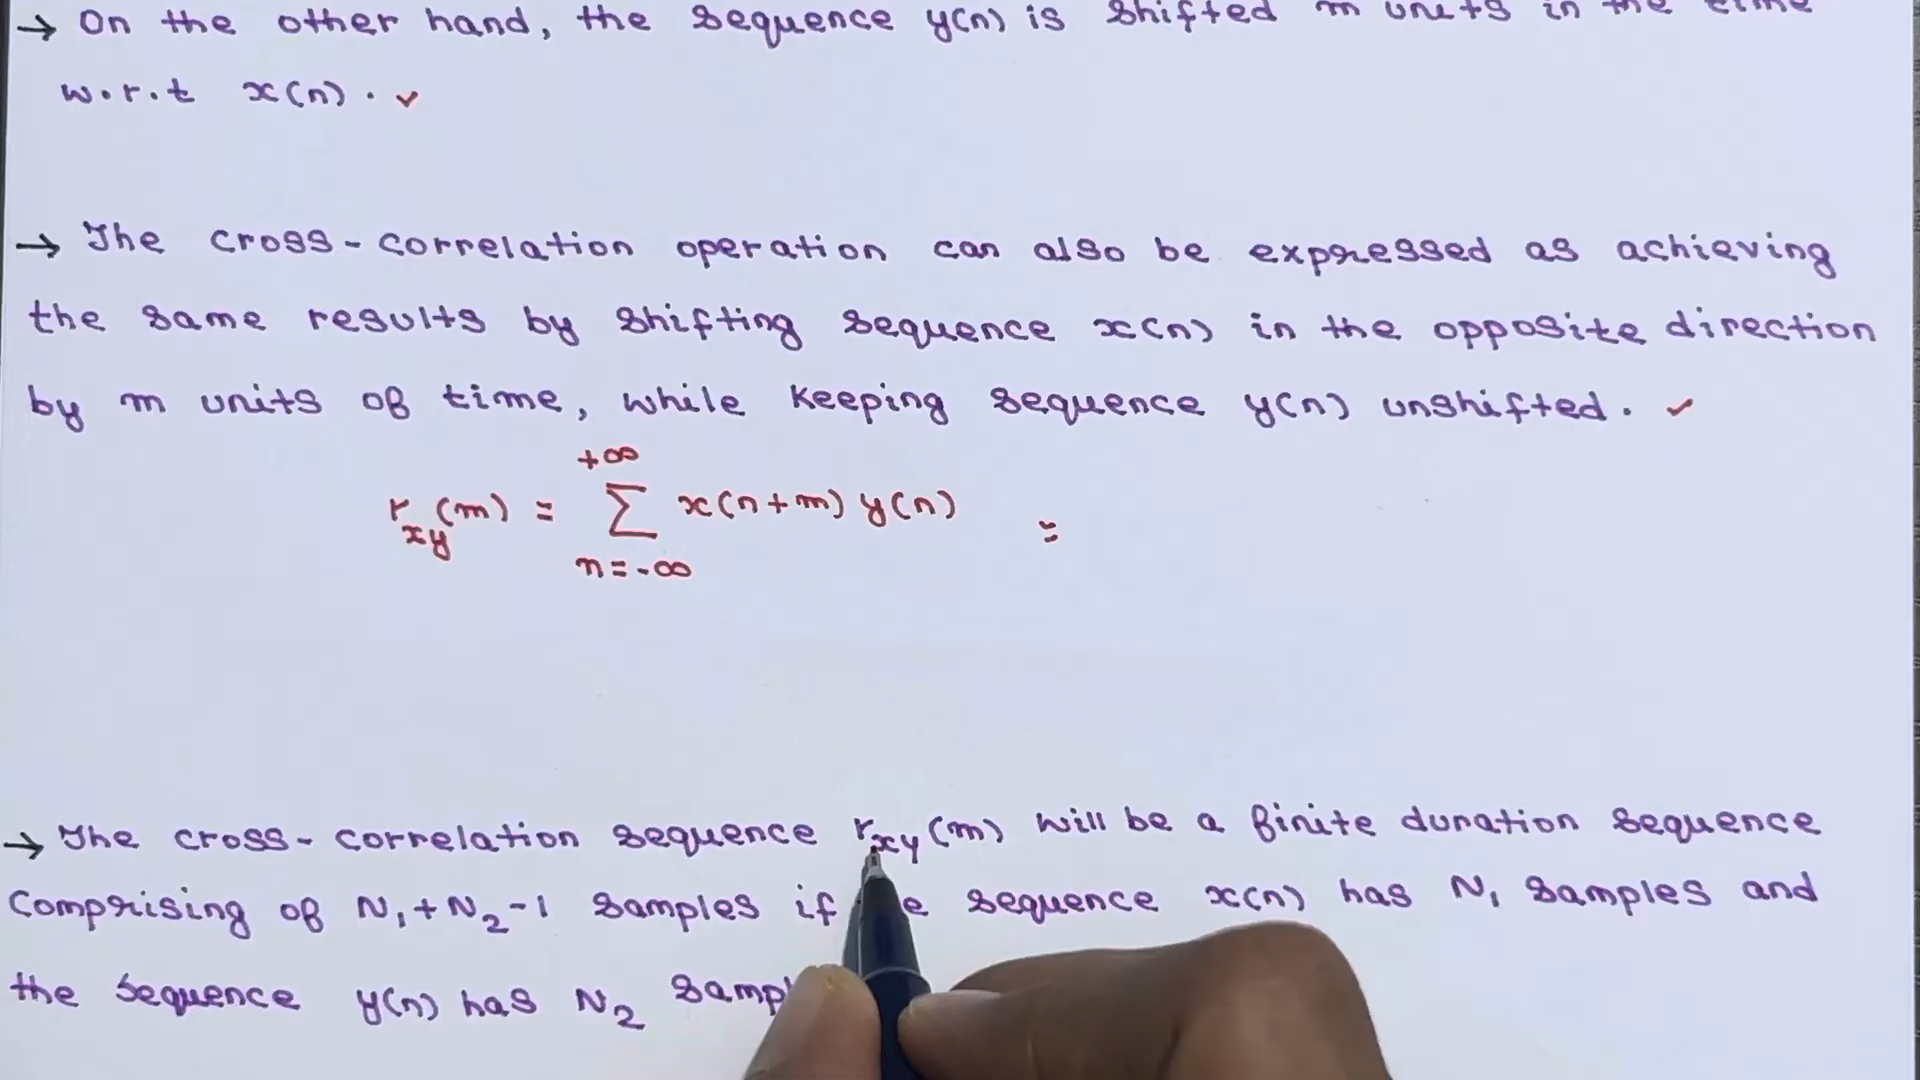 → On the other hand, the sequence y(n) is shifted m units in the time
w.r.t x(n). ✓
→ The cross-correlation operation can also be expressed as achieving
the same results by shifting sequence x(n) in the opposite direction
by m units of time, while keeping sequence y(n) unshifted. ✓
+∞
r_xy(m) = Σ x(n+m) y(n) =
n=-∞
→ The cross-correlation sequence r_xy(m) will be a finite duration sequence
comprising of N₁+N₂-1 samples if sequence x(n) has N₁ samples and
the sequence y(n) has N₂